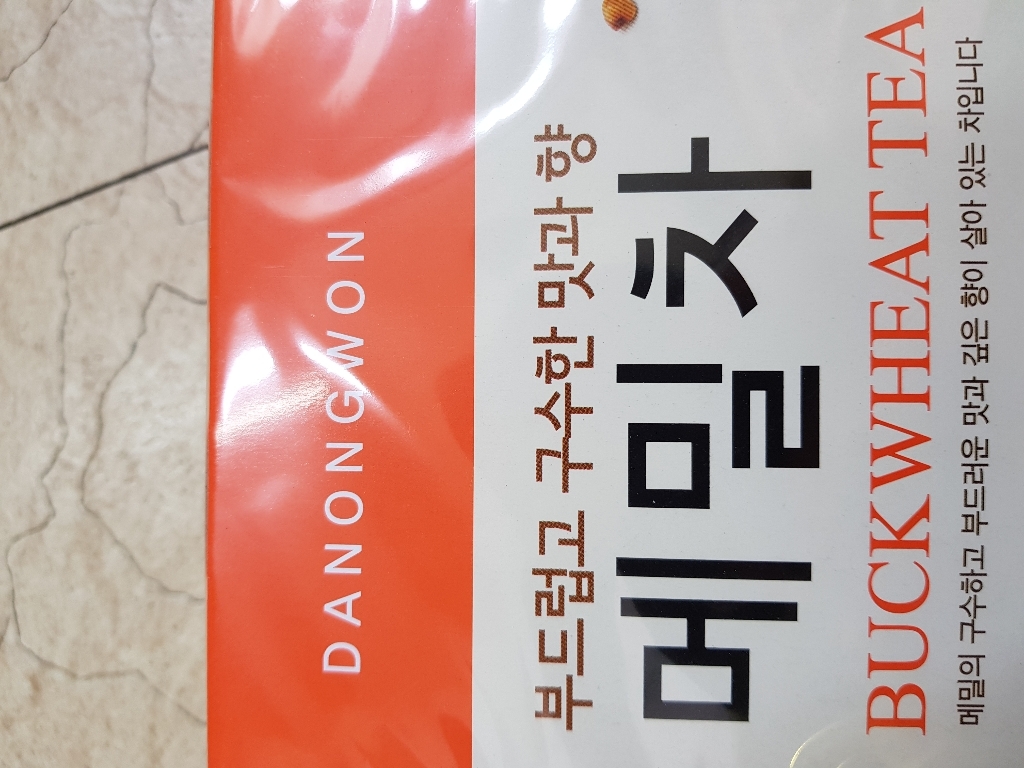 DANONGWON
부드럽고 구수한 맛과 향
메밀차
BUCKWHEAT TEA
메밀의 구수하고 부드러운 맛과 깊은 향이 살아 있는 차입니다